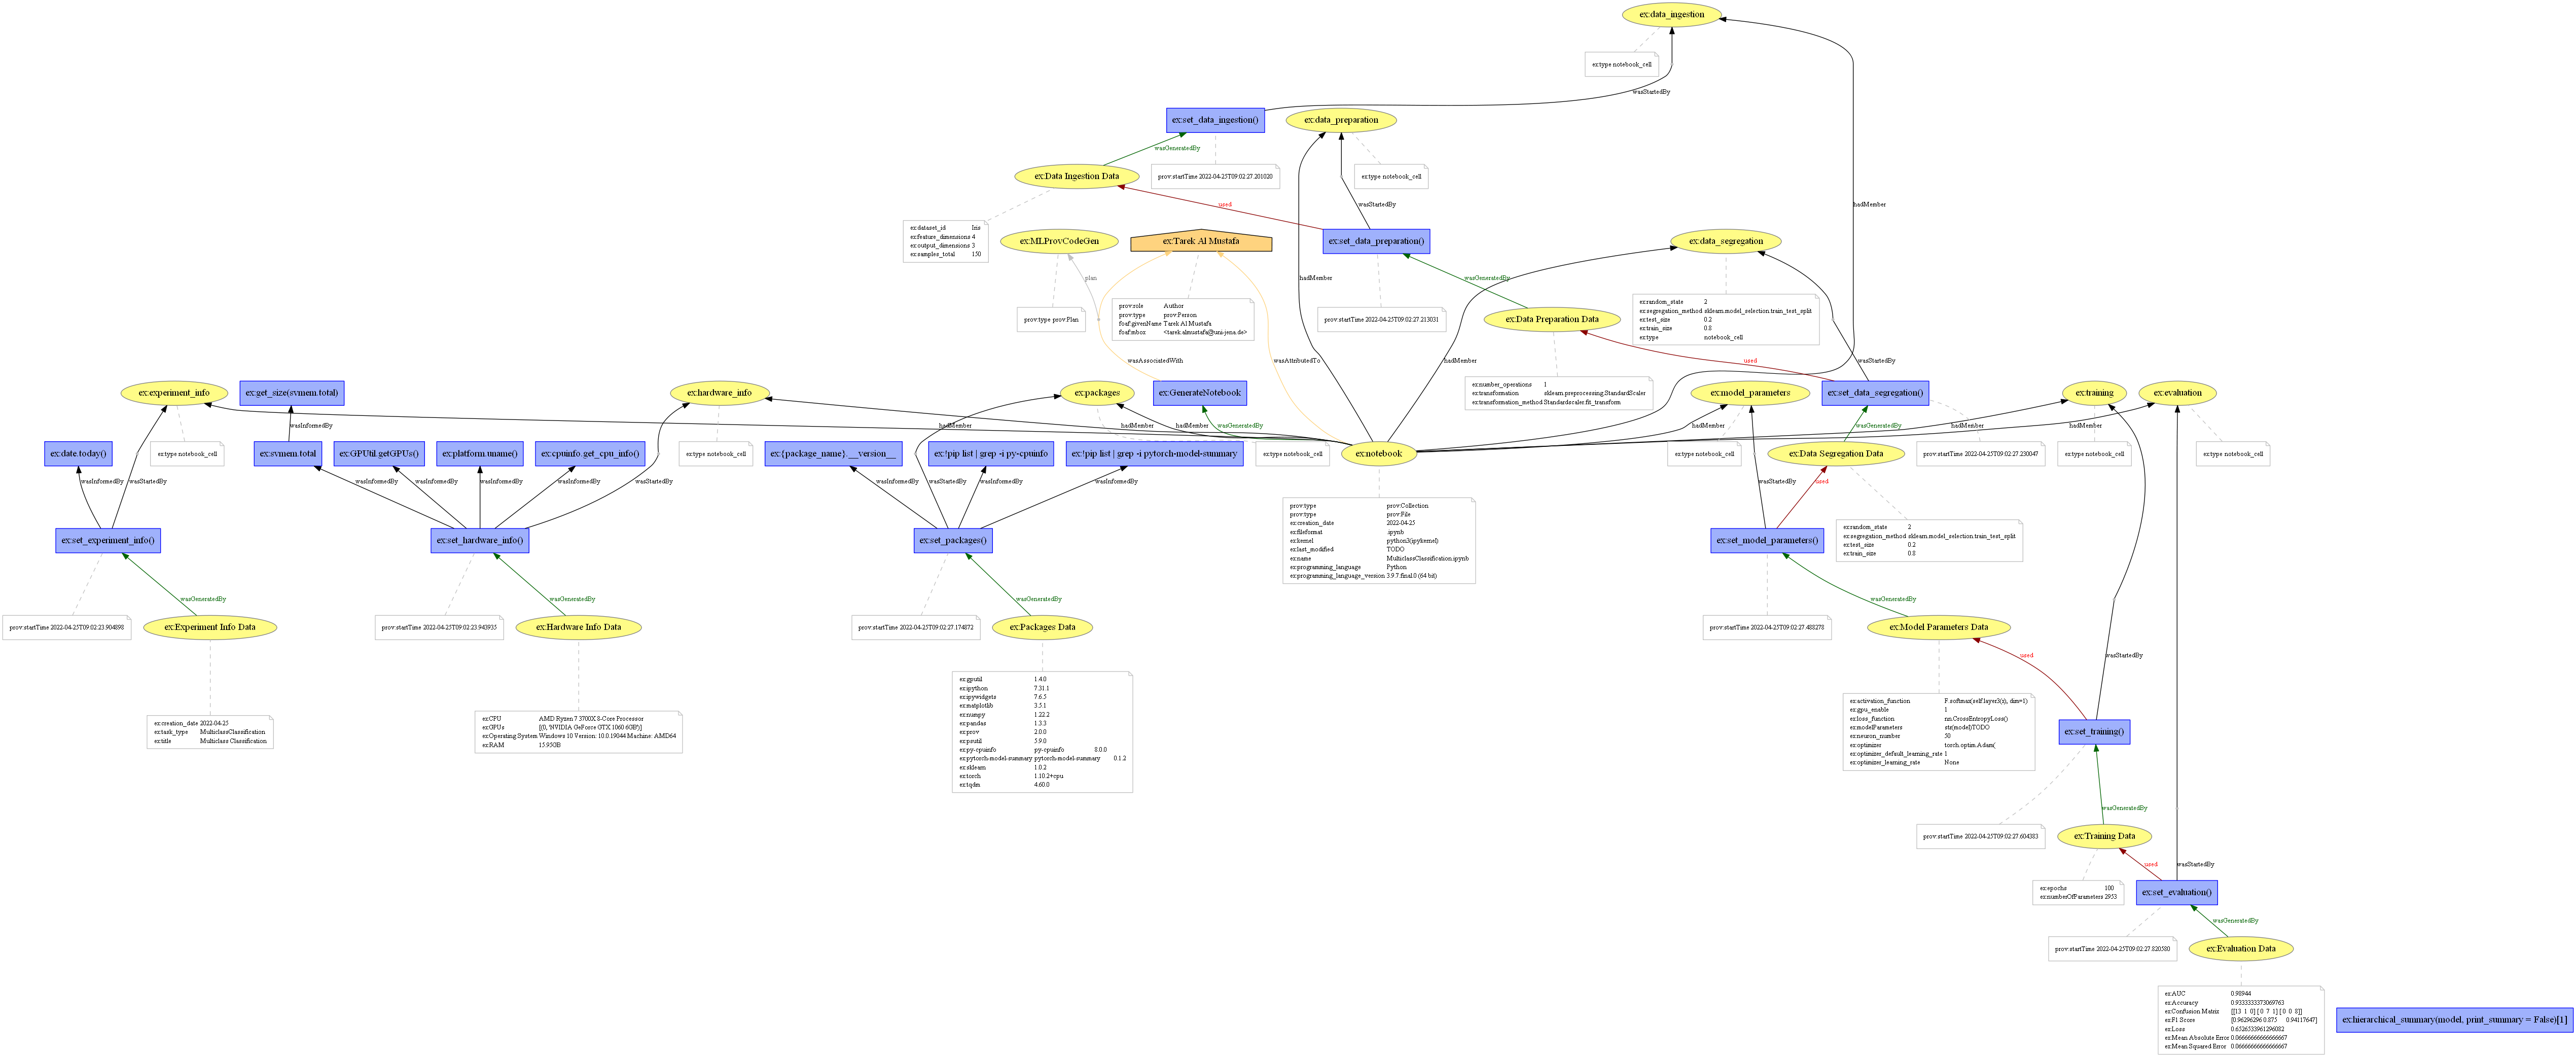 ex:data_ingestion
ex:type notebook_cell
wasStartedBy
ex:set_data_ingestion()
ex:data_preparation
wasGeneratedBy
ex:Data Ingestion Data
prov:startTime 2022-04-25T09:02:27.201020
ex:type notebook_cell
used
wasStartedBy
hadMember
ex:dataset_id Iris
ex:feature_dimensions 4
ex:output_dimensions 3
ex:samples_total 150
ex:MLProvCodeGen
ex:Tarek Al Mustafa
ex:set_data_preparation()
ex:data_segregation
plan
hadMember
wasGeneratedBy
prov:type prov:Plan
prov:role Author
prov:type prov:Person
foaf:givenName Tarek Al Mustafa
foaf:mbox <tarek.almustafa@uni-jena.de>
prov:startTime 2022-04-25T09:02:27.213031
ex:Data Preparation Data
ex:random_state 2
ex:segregation_method sklearn.model_selection.train_test_split
ex:test_size 0.2
ex:train_size 0.8
ex:type notebook_cell
wasAssociatedWith
wasAttributedTo
hadMember
used
wasStartedBy
ex:experiment_info
ex:get_size(svmem.total)
ex:hardware_info
ex:packages
ex:GenerateNotebook
ex:number_operations 1
ex:transformation sklearn.preprocessing.StandardScaler
ex:transformation_method Standardscaler.fit_transform
ex:model_parameters
ex:set_data_segregation()
ex:training
ex:evaluation
wasInformedBy
hadMember
hadMember
wasGeneratedBy
hadMember
wasGeneratedBy
hadMember
hadMember
ex:date.today()
ex:type notebook_cell
ex:svmem.total
ex:GPUtil.getGPUs()
ex:platform.uname()
ex:cpuinfo.get_cpu_info()
ex:type notebook_cell
ex:{package_name}.__version__
ex:!pip list | grep -i py-cpuinfo
ex:!pip list | grep -i pytorch-model-summary
ex:type notebook_cell
ex:notebook
ex:type notebook_cell
ex:Data Segregation Data
prov:startTime 2022-04-25T09:02:27.230047
ex:type notebook_cell
ex:type notebook_cell
wasInformedBy
wasStartedBy
wasInformedBy
wasInformedBy
wasInformedBy
wasInformedBy
wasStartedBy
wasInformedBy
wasStartedBy
wasInformedBy
wasInformedBy
wasStartedBy
used
prov:type prov:Collection
prov:type prov:File
ex:creation_date 2022-04-25
ex:fileformat .ipynb
ex:kernel python3(ipykernel)
ex:last_modified TODO
ex:name MulticlassClassification.ipynb
ex:programming_language Python
ex:programming_language_version 3.9.7.final.0 (64 bit)
ex:set_experiment_info()
ex:set_hardware_info()
ex:set_packages()
ex:set_model_parameters()
ex:random_state 2
ex:segregation_method sklearn.model_selection.train_test_split
ex:test_size 0.2
ex:train_size 0.8
wasGeneratedBy
wasGeneratedBy
wasGeneratedBy
wasGeneratedBy
prov:startTime 2022-04-25T09:02:23.904898
ex:Experiment Info Data
prov:startTime 2022-04-25T09:02:23.943935
ex:Hardware Info Data
prov:startTime 2022-04-25T09:02:27.174872
ex:Packages Data
prov:startTime 2022-04-25T09:02:27.488278
ex:Model Parameters Data
used
wasStartedBy
ex:creation_date 2022-04-25
ex:task_type MulticlassClassification
ex:title Multiclass Classification
ex:CPU AMD Ryzen 7 3700X 8-Core Processor
ex:GPUs [(0, 'NVIDIA GeForce GTX 1060 6GB')]
ex:Operating System Windows 10 Version: 10.0.19044 Machine: AMD64
ex:RAM 15.95GB
ex:gputil 1.4.0
ex:ipython 7.31.1
ex:ipywidgets 7.6.5
ex:matplotlib 3.5.1
ex:numpy 1.22.2
ex:pandas 1.3.3
ex:prov 2.0.0
ex:psutil 5.9.0
ex:py-cpuinfo py-cpuinfo 8.0.0
ex:pytorch-model-summary pytorch-model-summary 0.1.2
ex:sklearn 1.0.2
ex:torch 1.10.2+cpu
ex:tqdm 4.60.0
ex:activation_function F.softmax(self.layer3(x), dim=1)
ex:gpu_enable 1
ex:loss_function nn.CrossEntropyLoss()
ex:modelParameters str(model)TODO
ex:neuron_number 50
ex:optimizer torch.optim.Adam(
ex:optimizer_default_learning_rate 1
ex:optimizer_learning_rate None
ex:set_training()
wasGeneratedBy
prov:startTime 2022-04-25T09:02:27.604383
ex:Training Data
used
wasStartedBy
ex:epochs 100
ex:numberOfParameters 2953
ex:set_evaluation()
wasGeneratedBy
prov:startTime 2022-04-25T09:02:27.820580
ex:Evaluation Data
ex:AUC 0.98944
ex:Accuracy 0.9333333373069763
ex:Confusion Matrix [[13 1 0] [ 0 7 1] [ 0 0 8]]
ex:F1 Score [0.96296296 0.875 0.94117647]
ex:Loss 0.6526533961296082
ex:Mean Absolute Error 0.06666666666666667
ex:Mean Squared Error 0.06666666666666667
ex:hierarchical_summary(model, print_summary = False)[1]